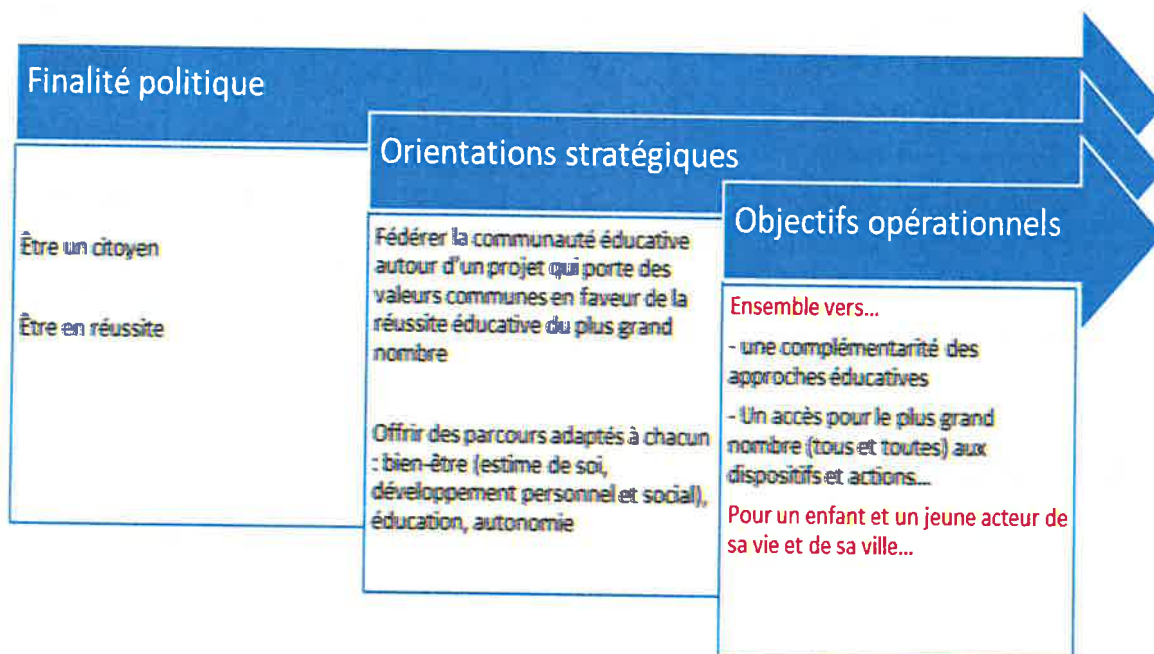 Finalité politique
Être un citoyen
Être en réussite
Orientations stratégiques
Fédérer la communauté éducative
autour d'un projet qui porte des
valeurs communes en faveur de la
réussite éducative du plus grand
nombre
Offrir des parcours adaptés à chacun
: bien-être (estime de soi,
développement personnel et social),
éducation, autonomie
Objectifs opérationnels
Ensemble vers...
- une complémentarité des
approches éducatives
- Un accès pour le plus grand
nombre (tous et toutes) aux
dispositifs et actions...
Pour un enfant et un jeune acteur de
sa vie et de sa ville...